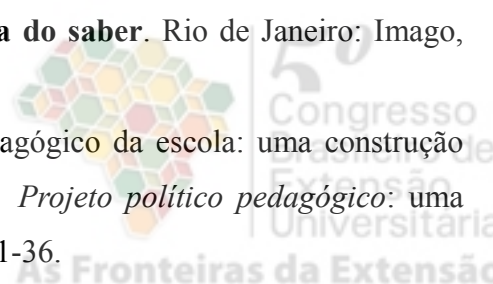 a do saber. Rio de Janeiro: Imago,
5º
Congresso
agógico da escola: uma construção
Brasileiro de
Projeto político pedagógico: uma
Extensão
Universitária
1-36.
As Fronteiras da Extensão